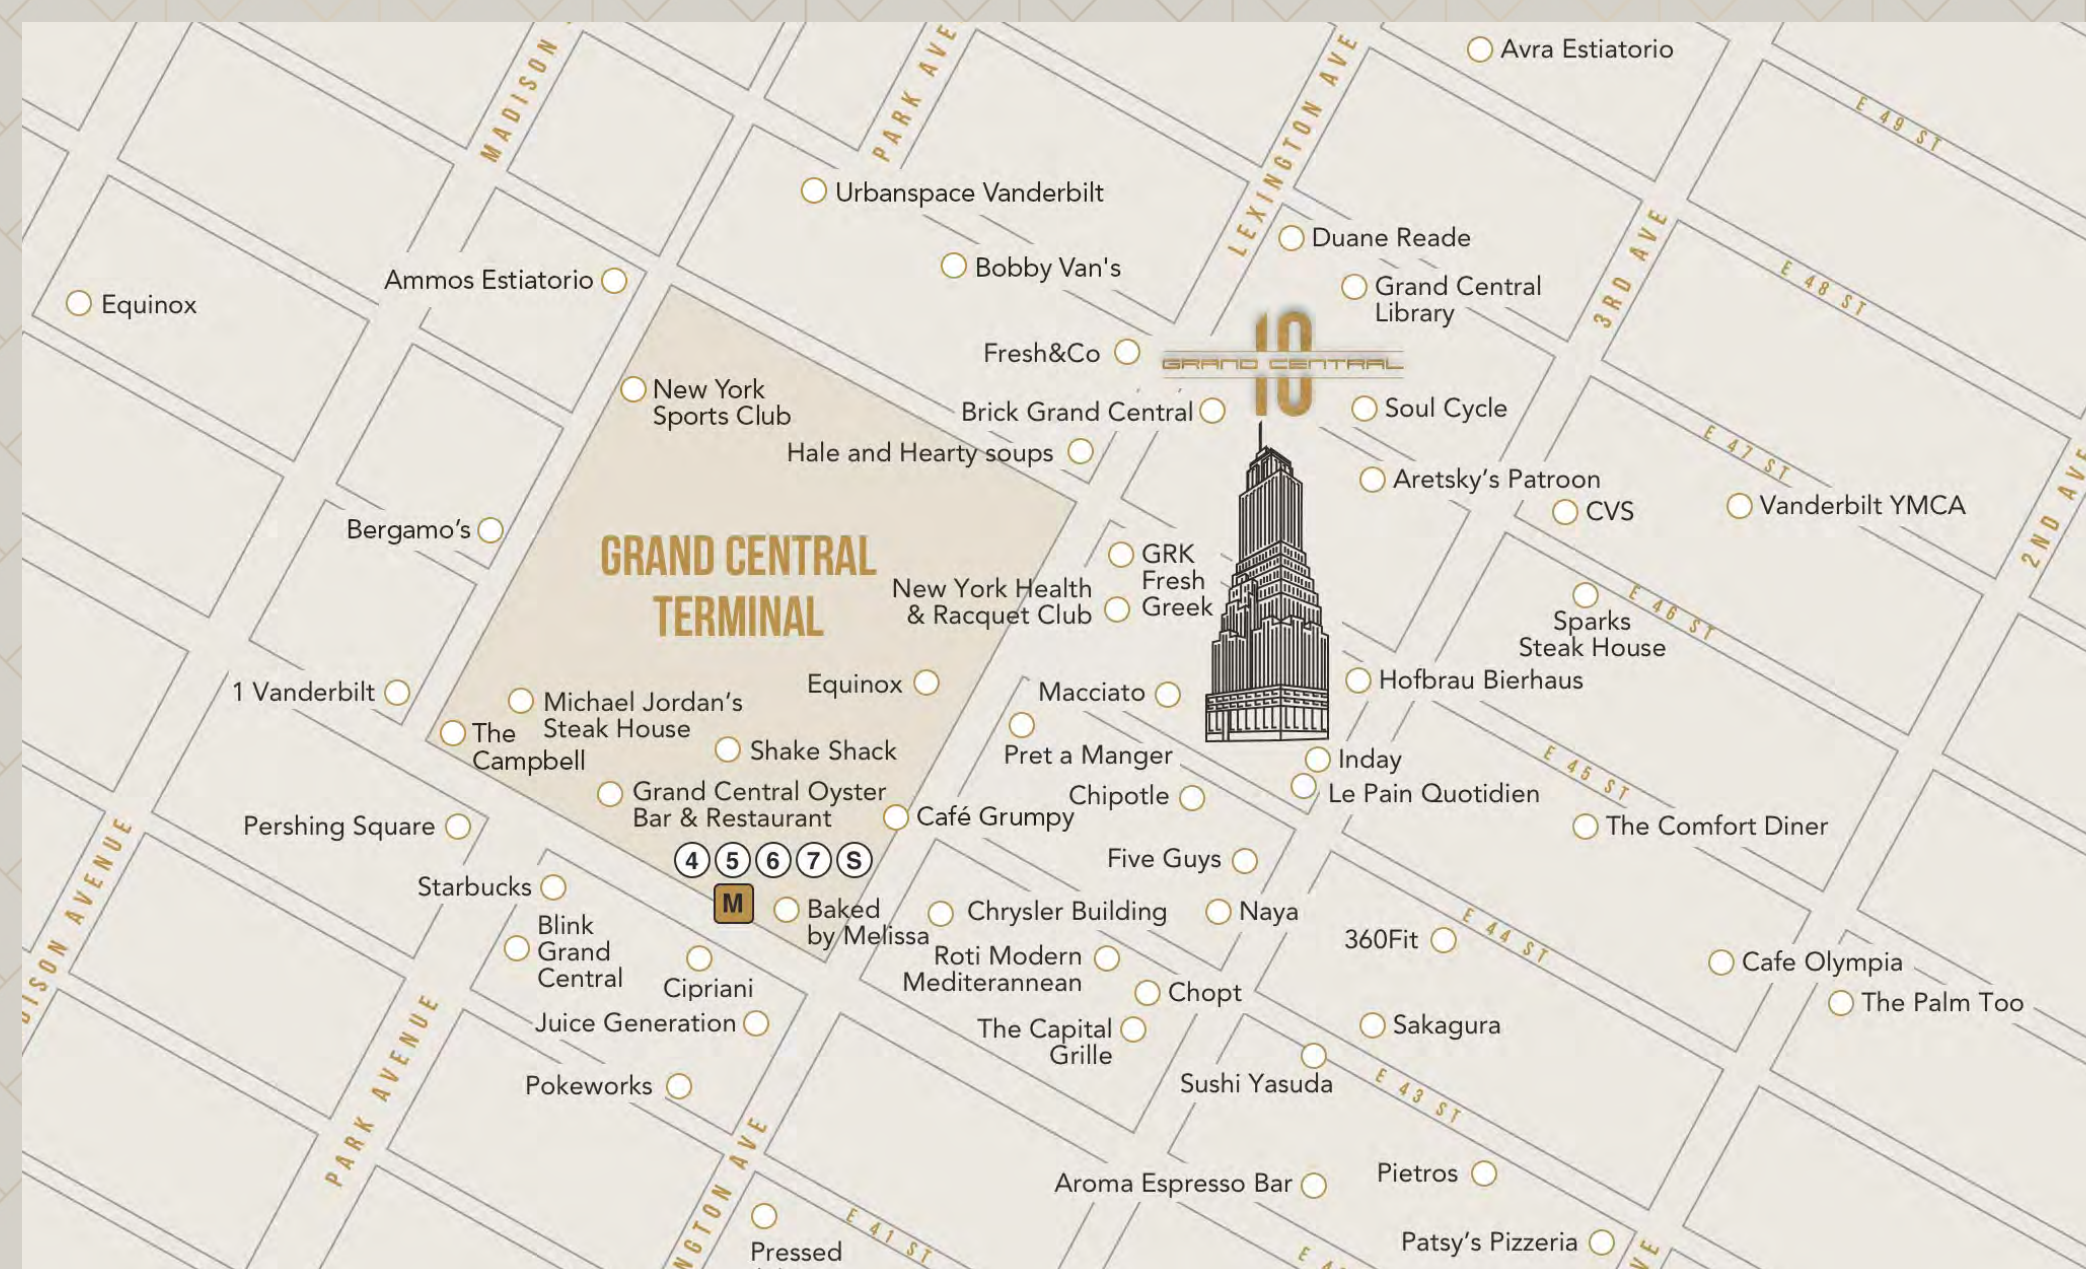 MADISON
PARK AVE
LEXINGTON AVE
Avra Estiatorio
E 49 ST
Urbanspace Vanderbilt
Duane Reade
3RD AVE
Bobby Van's
Ammos Estiatorio
Equinox
Grand Central
Library
E 48 ST
10
GRAND CENTRAL
Fresh&Co
New York
Sports Club
Brick Grand Central
Soul Cycle
Hale and Hearty soups
E 47 ST
Aretsky's Patroon
CVS
Vanderbilt YMCA
2ND AVE
Bergamo's
GRAND CENTRAL
TERMINAL
GRK
Fresh
Greek
New York Health
& Racquet Club
E 46 ST
Sparks
Steak House
1 Vanderbilt
Equinox
Macciato
Hofbrau Bierhaus
Michael Jordan's
Steak House
The
Campbell
Shake Shack
Pret a Manger
Inday
E 45 ST
Grand Central Oyster
Bar & Restaurant
Café Grumpy
Chipotle
Le Pain Quotidien
Pershing Square
The Comfort Diner
4 5 6 7 S
M
Five Guys
Starbucks
Baked
by Melissa
Chrysler Building
Naya
360Fit
E 44 ST
Blink
Grand
Central
Cipriani
Roti Modern
Mediterannean
Chopt
Cafe Olympia
The Palm Too
DISON AVENUE
Juice Generation
The Capital
Grille
Sakagura
Sushi Yasuda
E 43 ST
Pokeworks
PARK AVENUE
NGTON AVE
Aroma Espresso Bar
Pietros
Pressed
E 41 ST
Patsy's Pizzeria
E
VE